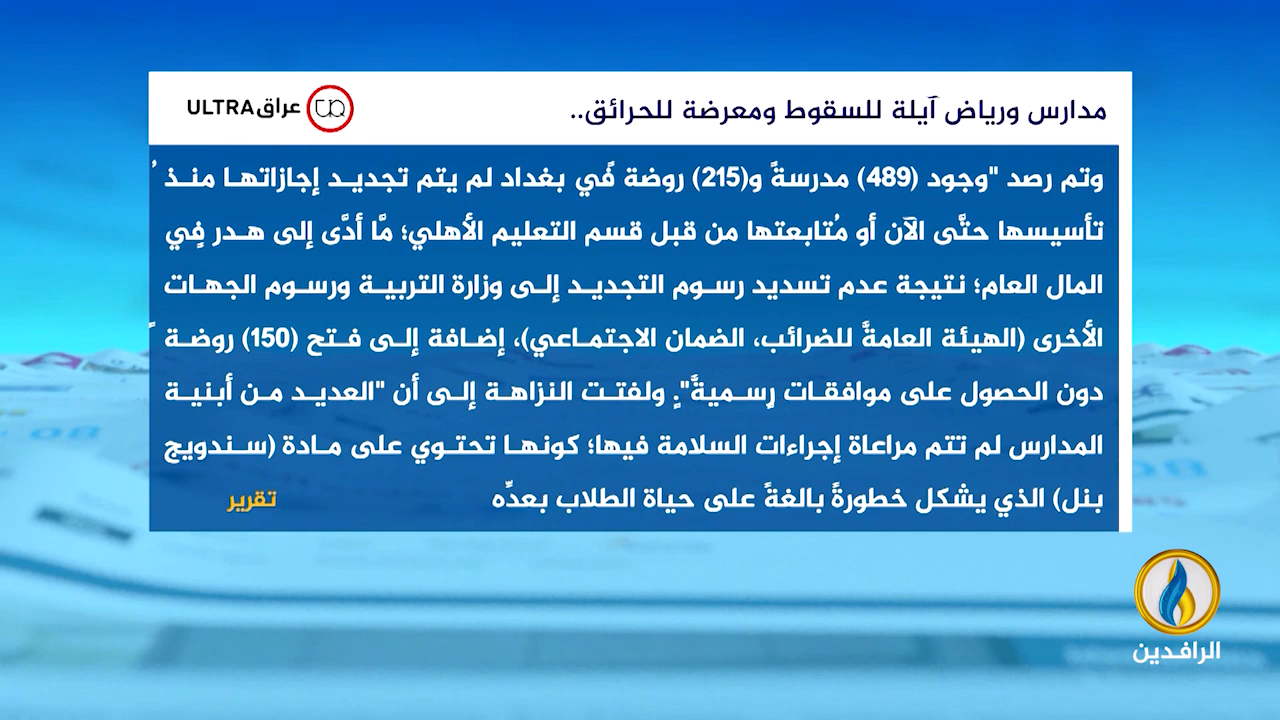 مدارس ورياض آيلة للسقوط ومعرضة للحرائق..
عراق ULTRA
وتم رصد "وجود (489) مدرسةً و(215) روضة في بغداد لم يتم تجديد إجازاتها منذُ
تأسيسها حتَّى الآن أو مُتابعتها من قبل قسم التعليم الأهلي؛ مَّا أدَّى إلى هدر في
المال العام؛ نتيجة عدم تسديد رسوم التجديد إلى وزارة التربية ورسوم الجهات
الأخرى (الهيئة العامة للضرائب، الضمان الاجتماعي)، إضافة إلى فتح (150) روضةً
دون الحصول على موافقات رسمية". ولفتت النزاهة إلى أن "العديد من أبنية
المدارس لم تتم مراعاة إجراءات السلامة فيها؛ كونها تحتوي على مادة (سندويج
بنل) الذي يشكل خطورةً بالغةً على حياة الطلاب بعدِّه
تقرير
الرافدين